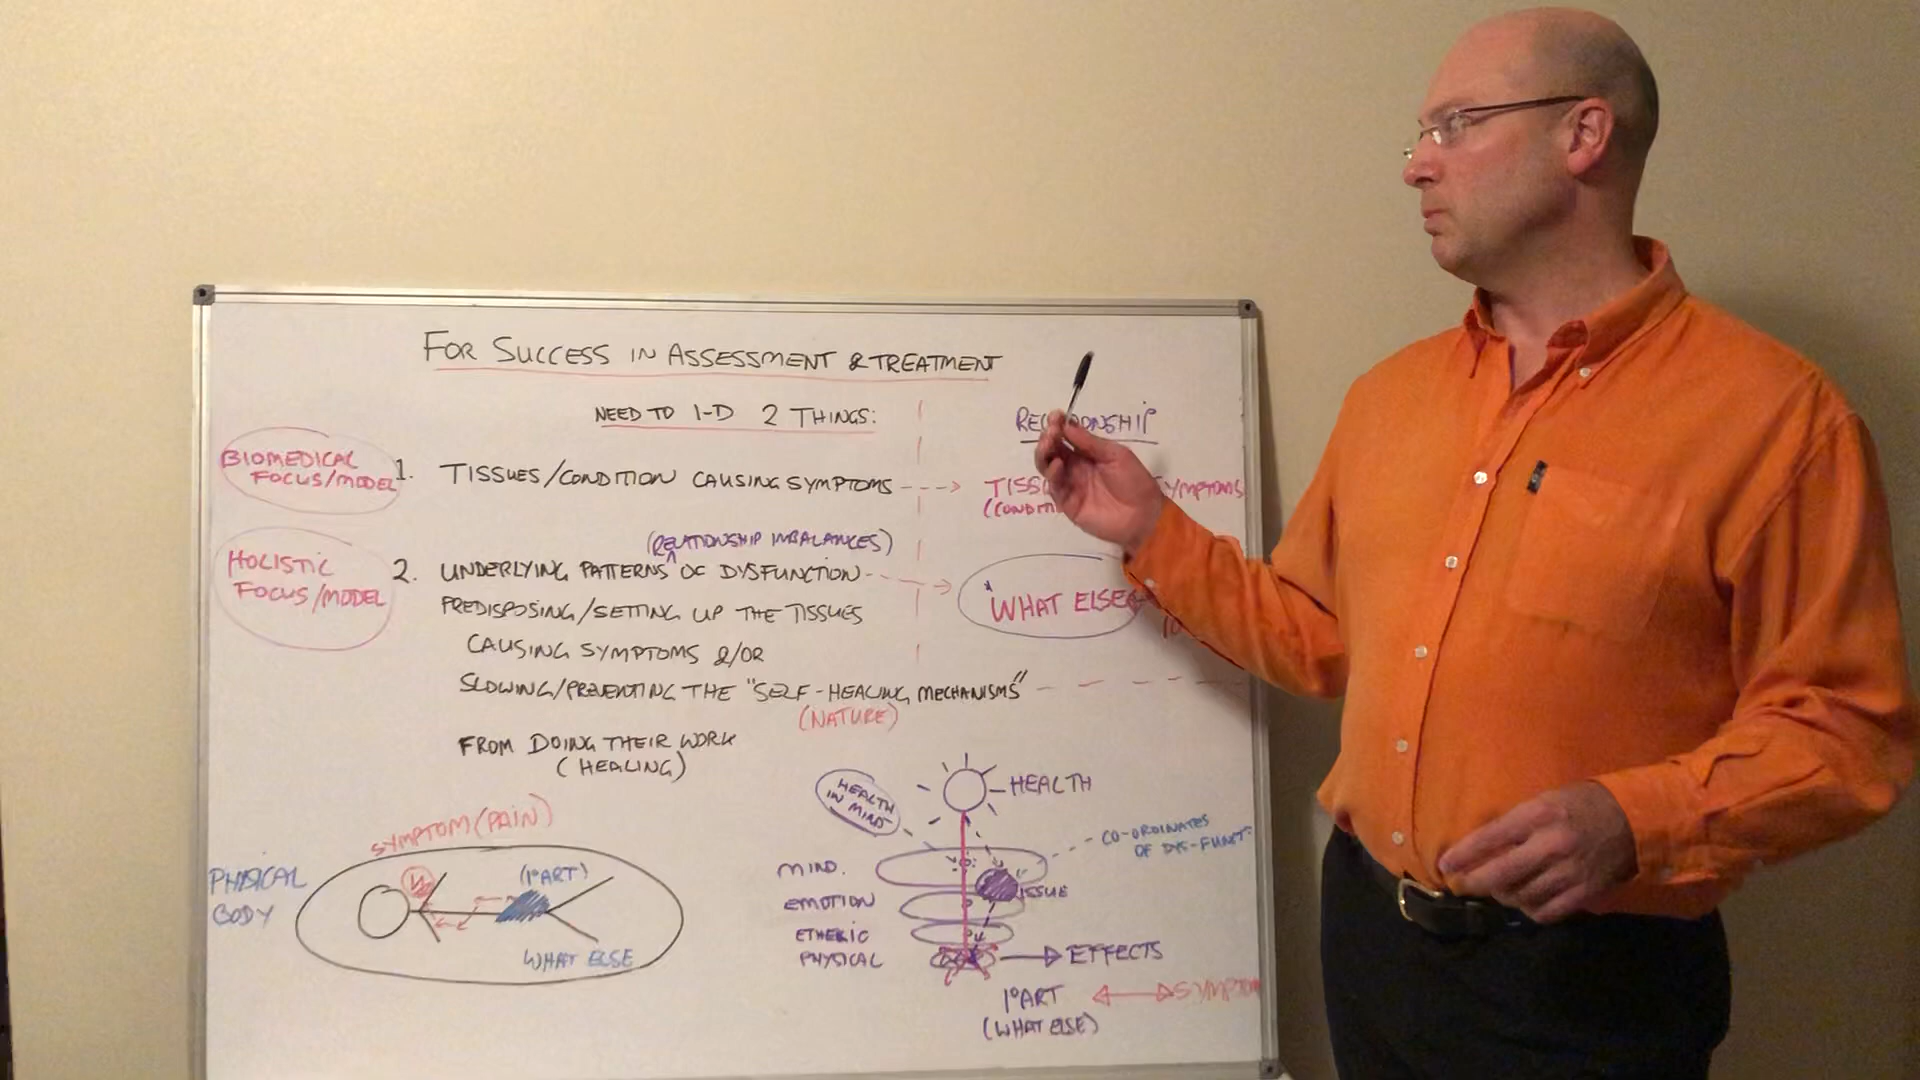 FOR SUCCESS IN ASSESSMENT & TREATMENT
NEED TO I-D 2 THINGS:
RELATIONSHIP
BIOMEDICAL
FOCUS/MODEL
1. TISSUES/CONDITION CAUSING SYMPTOMS
SYMPTOMS
(RELATIONSHIP IMBALANCES)
HOLISTIC
FOCUS/MODEL
2. UNDERLYING PATTERNS OF DYSFUNCTION
WHAT ELSE
PREDISPOSING/SETTING UP THE TISSUES
CAUSING SYMPTOMS &/OR
SLOWING/PREVENTING THE "SELF-HEALING MECHANISMS"
(NATURE)
FROM DOING THEIR WORK
(HEALING)
SYMPTOM (PAIN)
PHYSICAL
BODY
(1° ART)
WHAT ELSE
HEALTH
HEALTH
IN MIND
CO-ORDINATES
OF DYS-FUNCT
MIND.
TISSUE
EMOTION
ETHERIC
PHYSICAL
EFFECTS
1° ART
SYMPTOM
(WHAT ELSE)